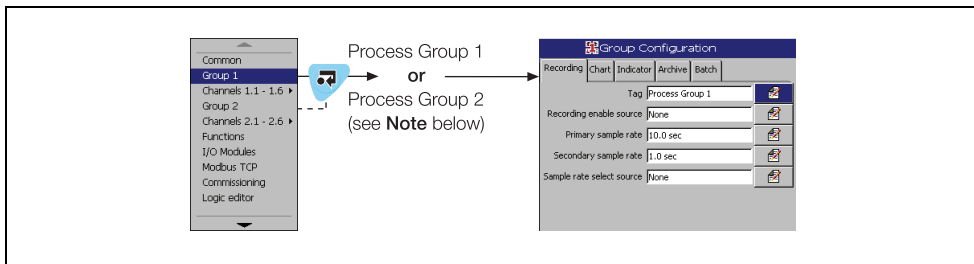 Common
Group 1
Channels 1.1 - 1.6
Group 2
Channels 2.1 - 2.6
Functions
I/O Modules
Modbus TCP
Commissioning
Logic editor
Process Group 1
or
Process Group 2
(see Note below)
Group Configuration
Recording Chart Indicator Archive Batch
Tag Process Group 1
Recording enable source None
Primary sample rate 10.0 sec
Secondary sample rate 1.0 sec
Sample rate select source None